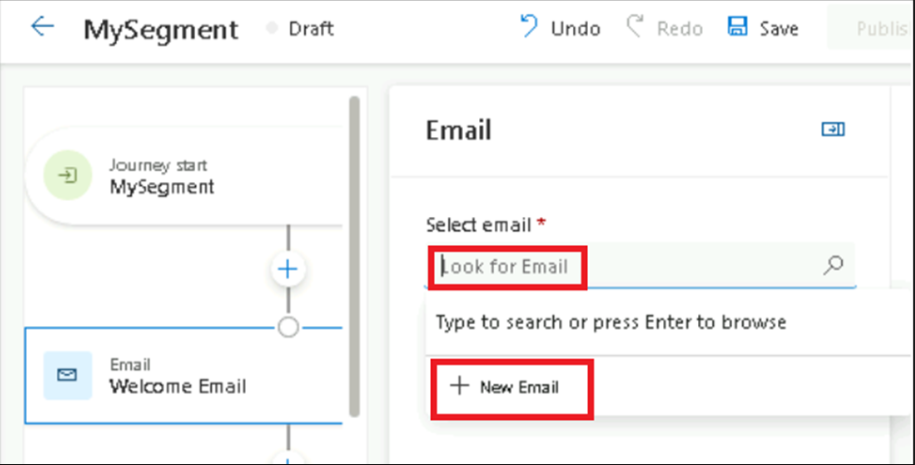 MySegment Draft Undo Redo Save Publis
Email
Journey start
MySegment
Select email *
Look for Email
Type to search or press Enter to browse
Email
Welcome Email
New Email